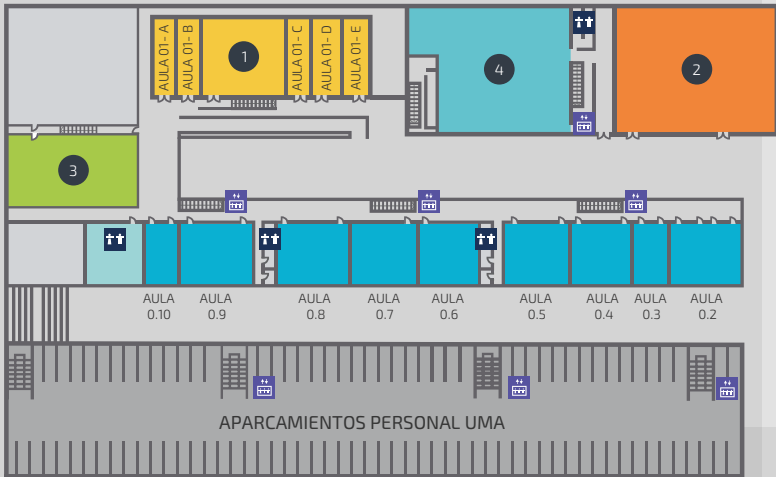 AULA 01- A
AULA 01- B
1
AULA 01- C
AULA 01- D
AULA 01- E
4
2
3
AULA
0.10
AULA
0.9
AULA
0.8
AULA
0.7
AULA
0.6
AULA
0.5
AULA
0.4
AULA
0.3
AULA
0.2
APARCAMIENTOS PERSONAL UMA